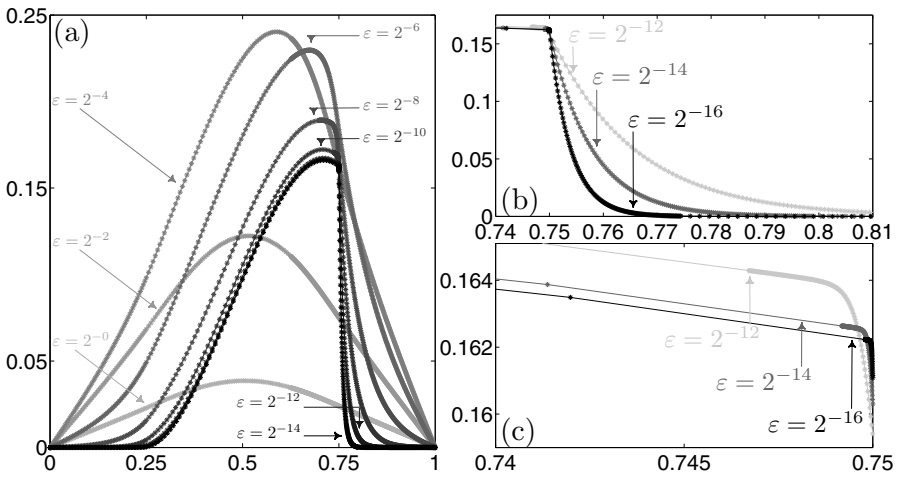 (a)
0.25
0.15
0.05
0
0 0.25 0.5 0.75 1
ε = 2⁻⁶
ε = 2⁻⁴
ε = 2⁻⁸
ε = 2⁻¹⁰
ε = 2⁻²
ε = 2⁻⁰
ε = 2⁻¹²
ε = 2⁻¹⁴
(b)
0.15
0.1
0.05
0
0.74 0.75 0.76 0.77 0.78 0.79 0.8 0.81
ε = 2⁻¹²
ε = 2⁻¹⁴
ε = 2⁻¹⁶
(c)
0.164
0.162
0.16
0.74 0.745 0.75
ε = 2⁻¹²
ε = 2⁻¹⁴
ε = 2⁻¹⁶